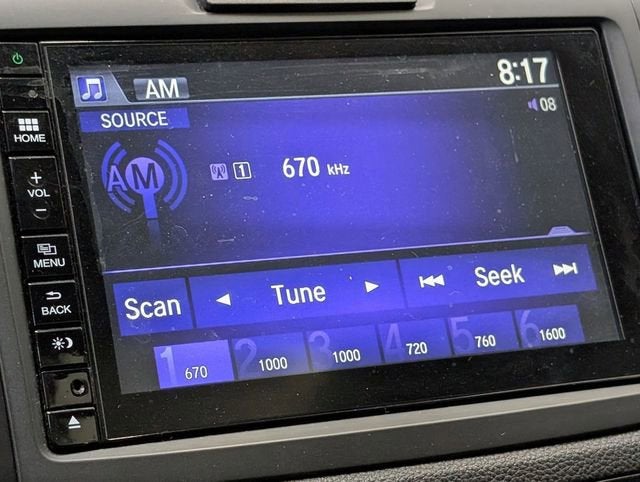 AM
8:17
SOURCE
08
AM
1
670 kHz
HOME
+
VOL
−
MENU
BACK
Scan
Tune
Seek
1 670
2 1000
3 1000
4 720
5 760
6 1600